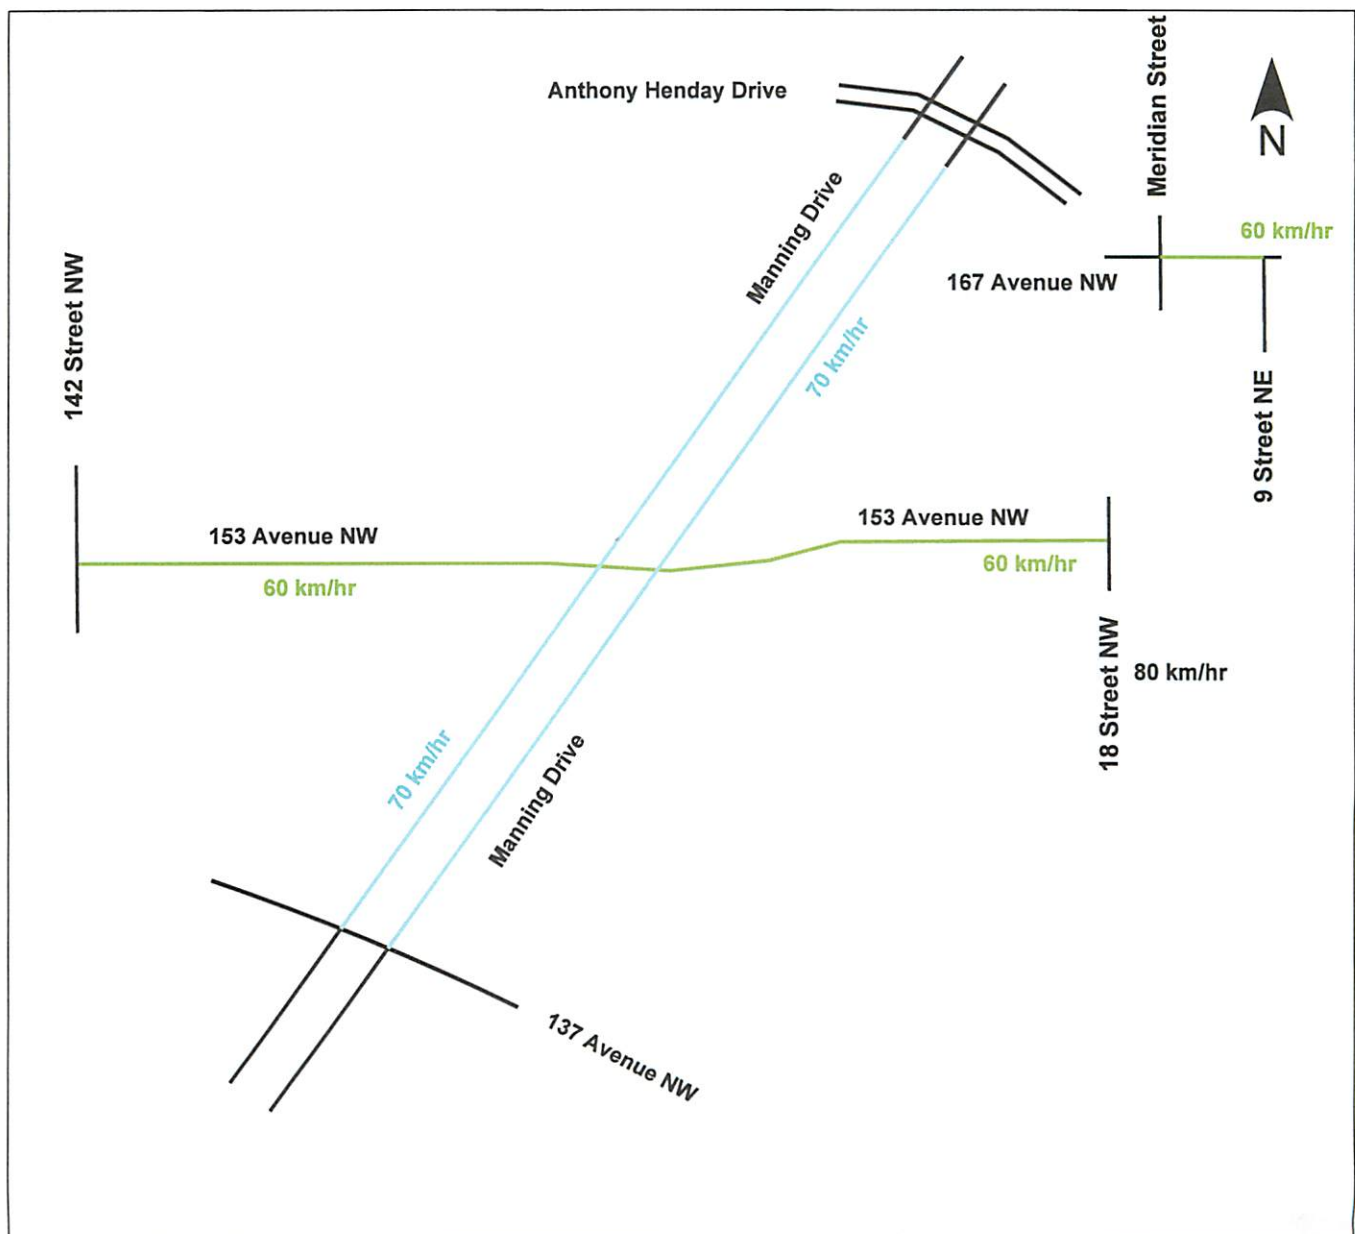 Meridian Street
Anthony Henday Drive
N
Manning Drive
60 km/hr
142 Street NW
167 Avenue NW
70 km/hr
9 Street NE
153 Avenue NW
153 Avenue NW
60 km/hr
60 km/hr
18 Street NW
80 km/hr
70 km/hr
Manning Drive
137 Avenue NW